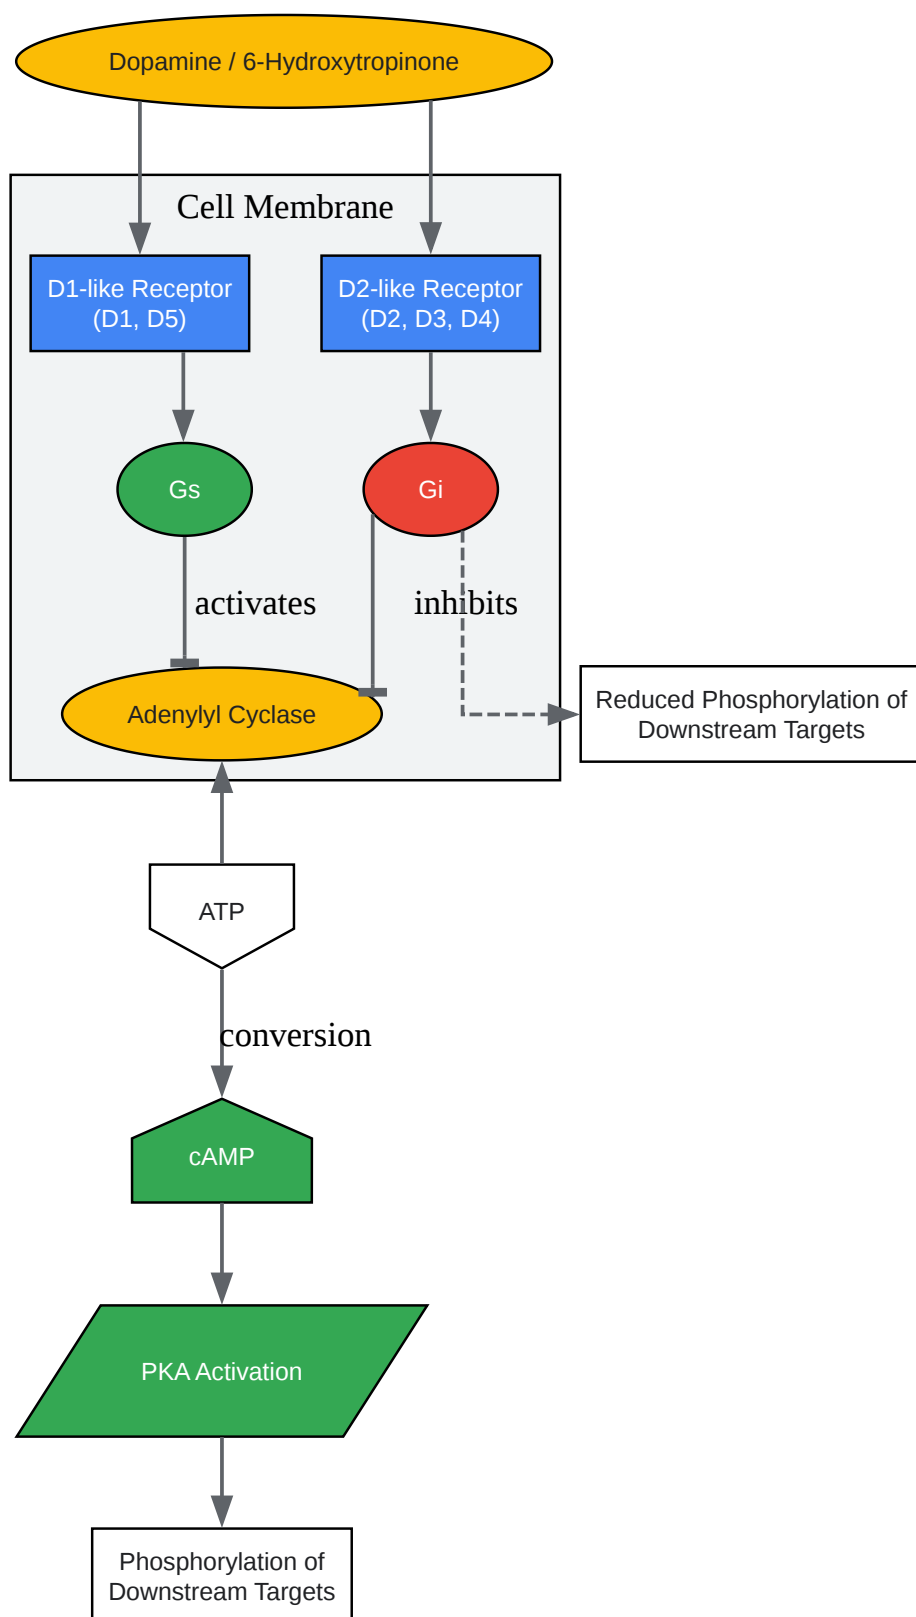 Dopamine / 6-Hydroxytropinone
Cell Membrane
D1-like Receptor
(D1, D5)
D2-like Receptor
(D2, D3, D4)
Gs
Gi
activates
inhibits
Adenylyl Cyclase
Reduced Phosphorylation of
Downstream Targets
ATP
conversion
cAMP
PKA Activation
Phosphorylation of
Downstream Targets